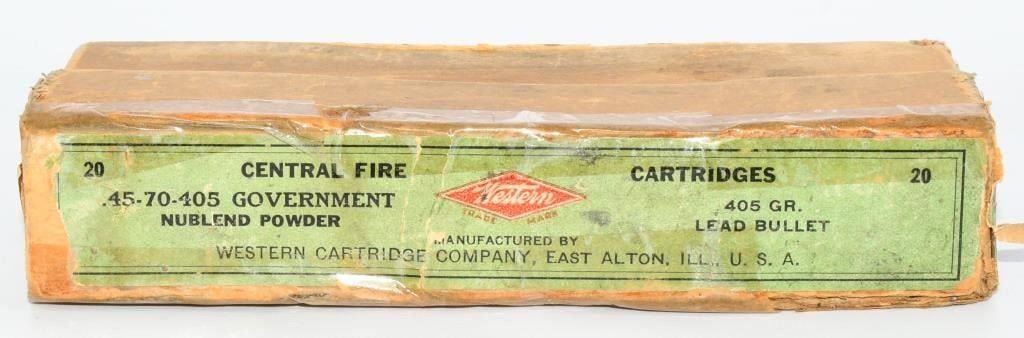 20 CENTRAL FIRE CARTRIDGES 20
.45-70-405 GOVERNMENT 405 GR.
NUBLEND POWDER LEAD BULLET
Western
TRADE MARK
MANUFACTURED BY
WESTERN CARTRIDGE COMPANY, EAST ALTON, ILL., U. S. A.